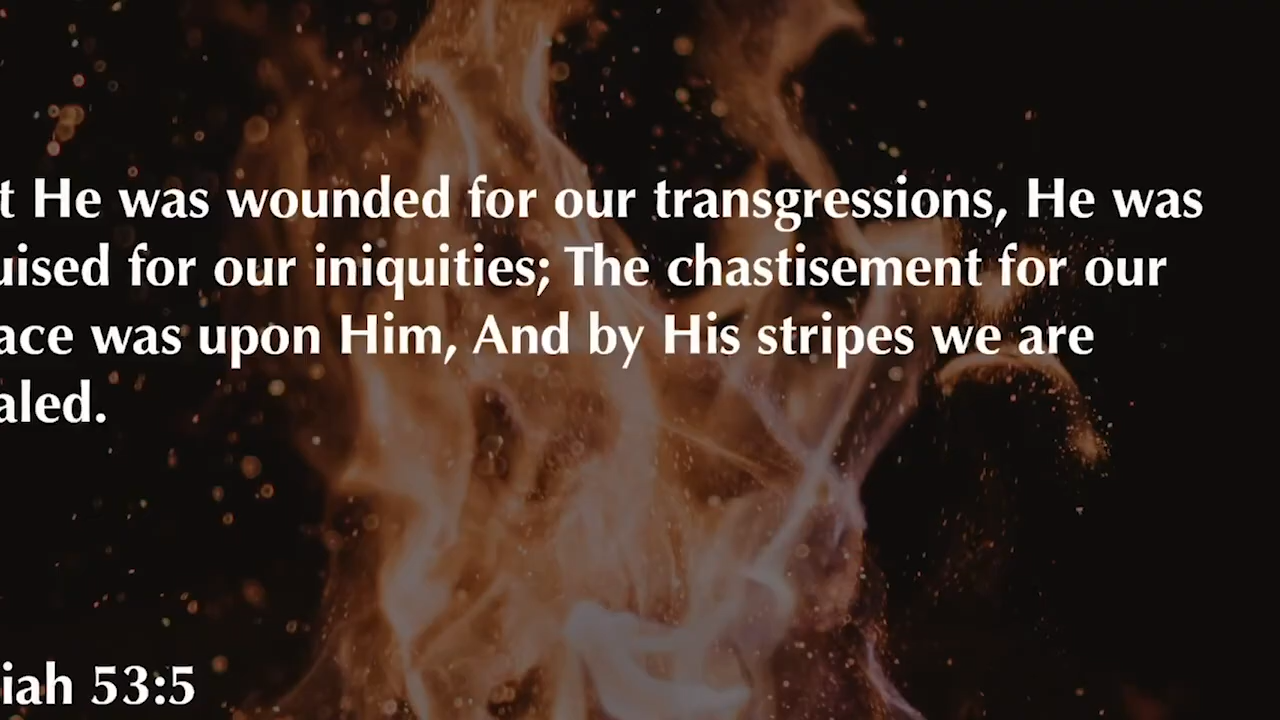 t He was wounded for our transgressions, He was
uised for our iniquities; The chastisement for our
ace was upon Him, And by His stripes we are
aled.
iah 53:5